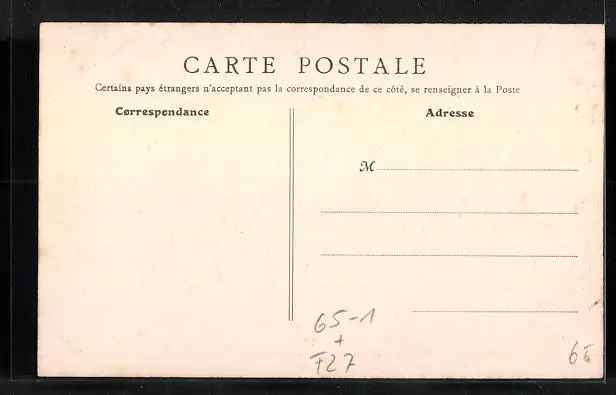 CARTE POSTALE
Certains pays étrangers n'acceptant pas la correspondance de ce côté, se renseigner à la Poste
Correspondance
Adresse
M
65-1
+
F27